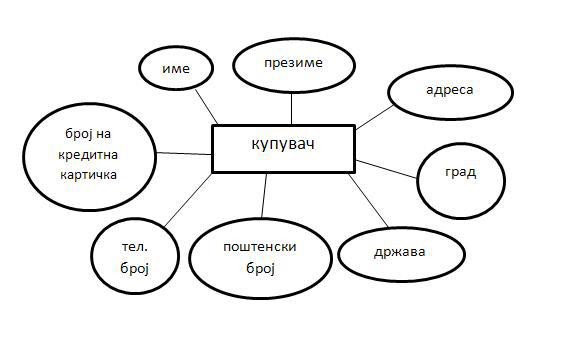 име
презиме
адреса
број на
кредитна
картичка
купувач
град
тел.
број
поштенски
број
држава